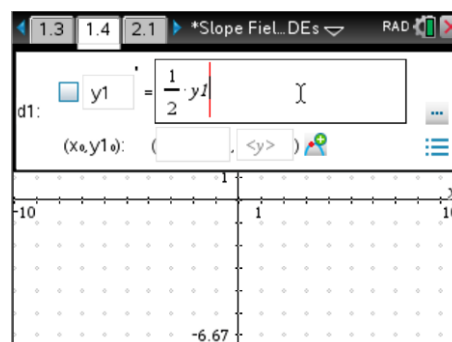 1.3 1.4 2.1 *Slope Fiel...DEs RAD
d1: y1 ' = 1/2 · y1
(x₀,y1₀): ( , <y> ) ...
1
x
-10 1 10
-6.67